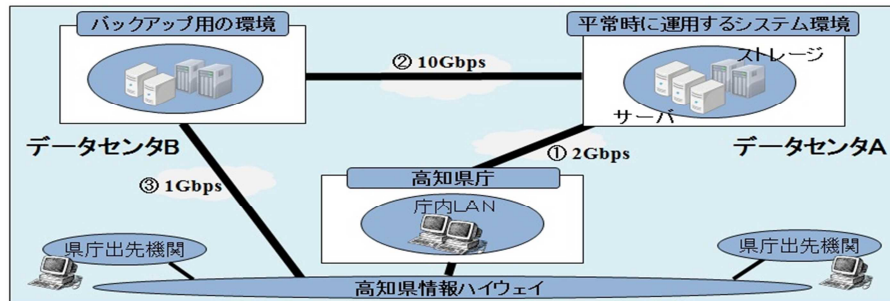 バックアップ用の環境
平常時に運用するシステム環境
② 10Gbps
ストレージ
サーバ
データセンタB
データセンタA
① 2Gbps
③ 1Gbps
高知県庁
庁内LAN
県庁出先機関
県庁出先機関
高知県情報ハイウェイ